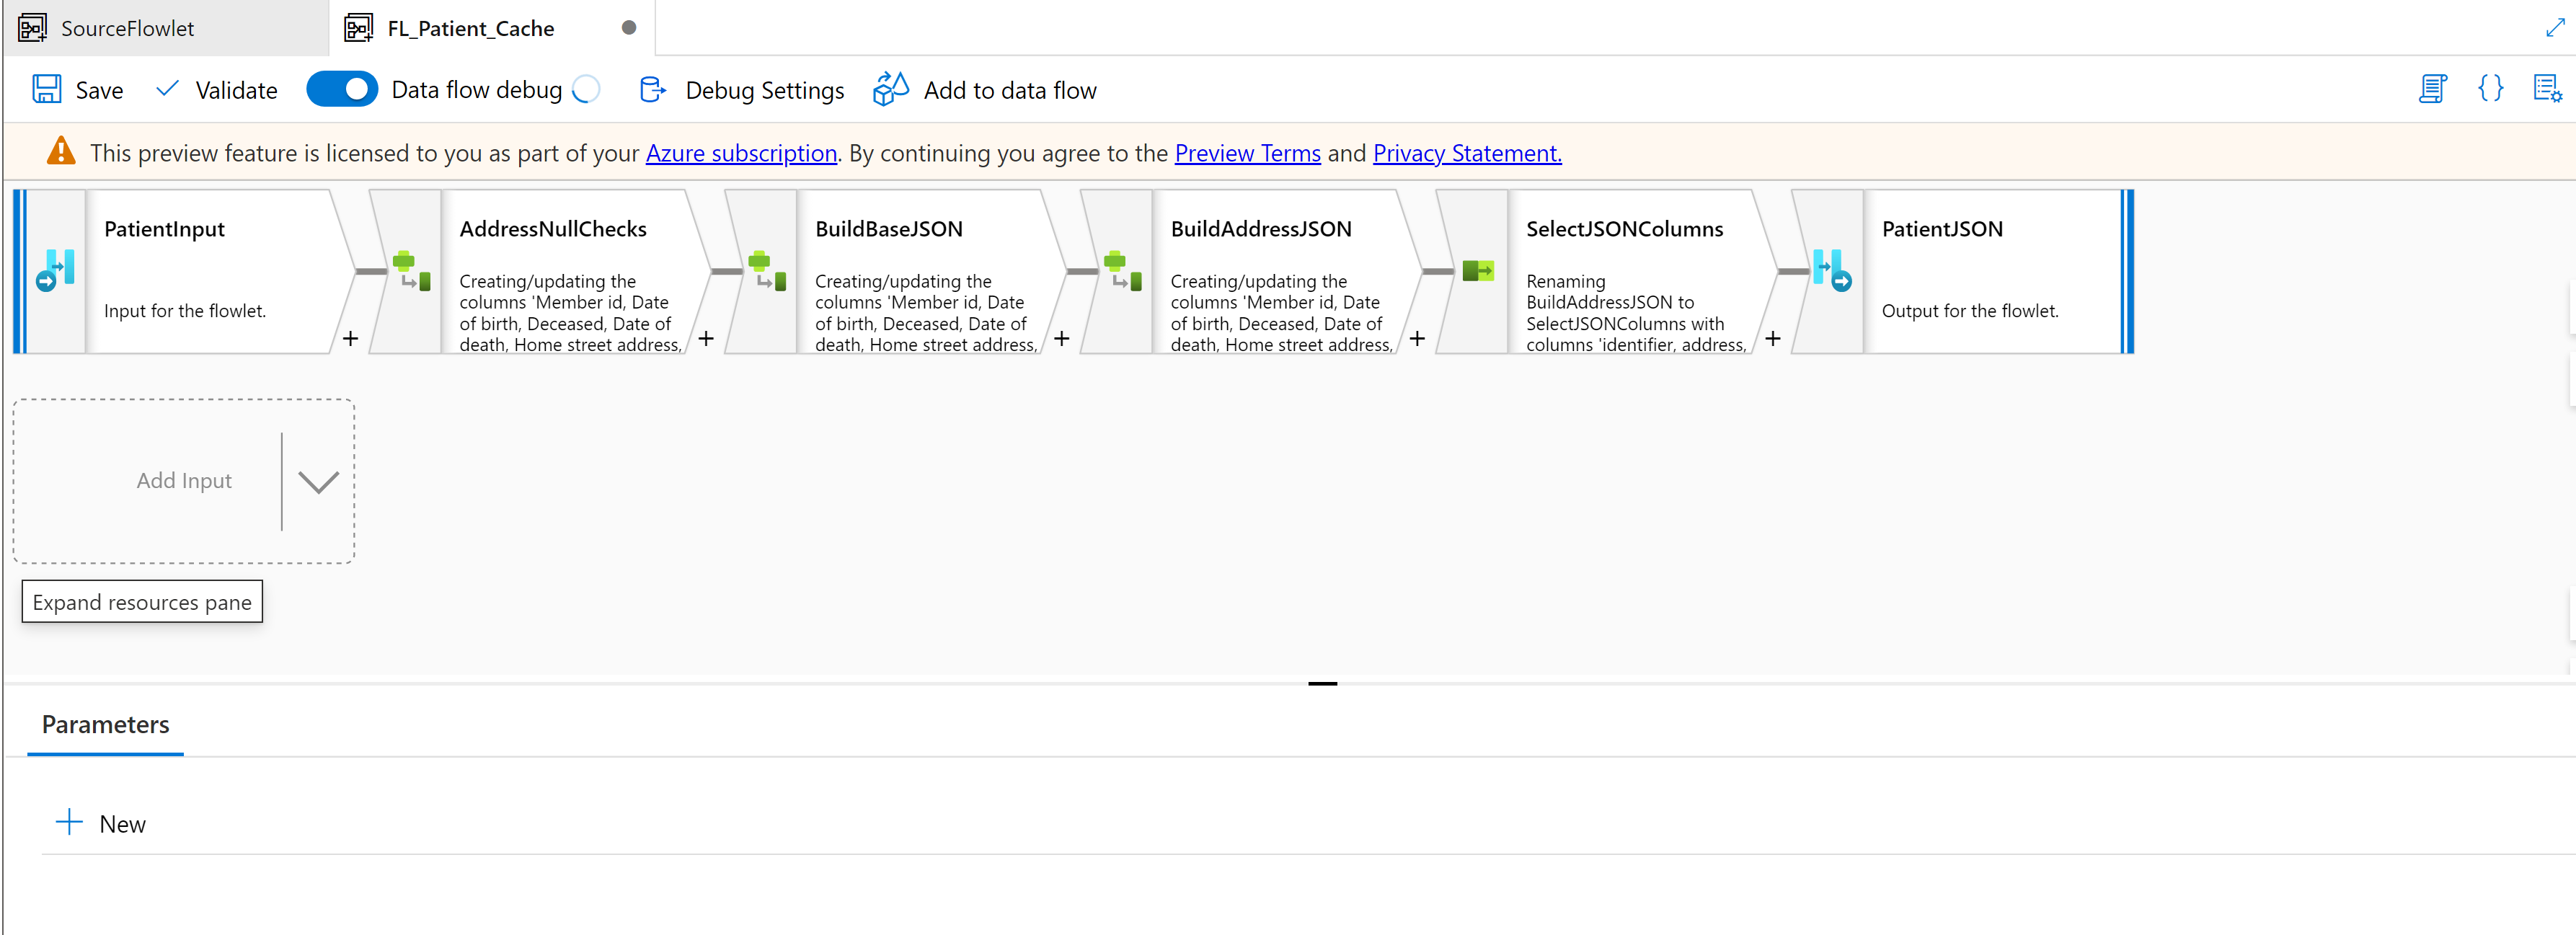 SourceFlowlet
FL_Patient_Cache
Save
Validate
Data flow debug
Debug Settings
Add to data flow
This preview feature is licensed to you as part of your Azure subscription. By continuing you agree to the Preview Terms and Privacy Statement.
PatientInput
Input for the flowlet.
+
AddressNullChecks
Creating/updating the
columns 'Member id, Date
of birth, Deceased, Date of
death, Home street address,
+
BuildBaseJSON
Creating/updating the
columns 'Member id, Date
of birth, Deceased, Date of
death, Home street address,
+
BuildAddressJSON
Creating/updating the
columns 'Member id, Date
of birth, Deceased, Date of
death, Home street address,
+
SelectJSONColumns
Renaming
BuildAddressJSON to
SelectJSONColumns with
columns 'identifier, address,
+
PatientJSON
Output for the flowlet.
Add Input
Expand resources pane
Parameters
New